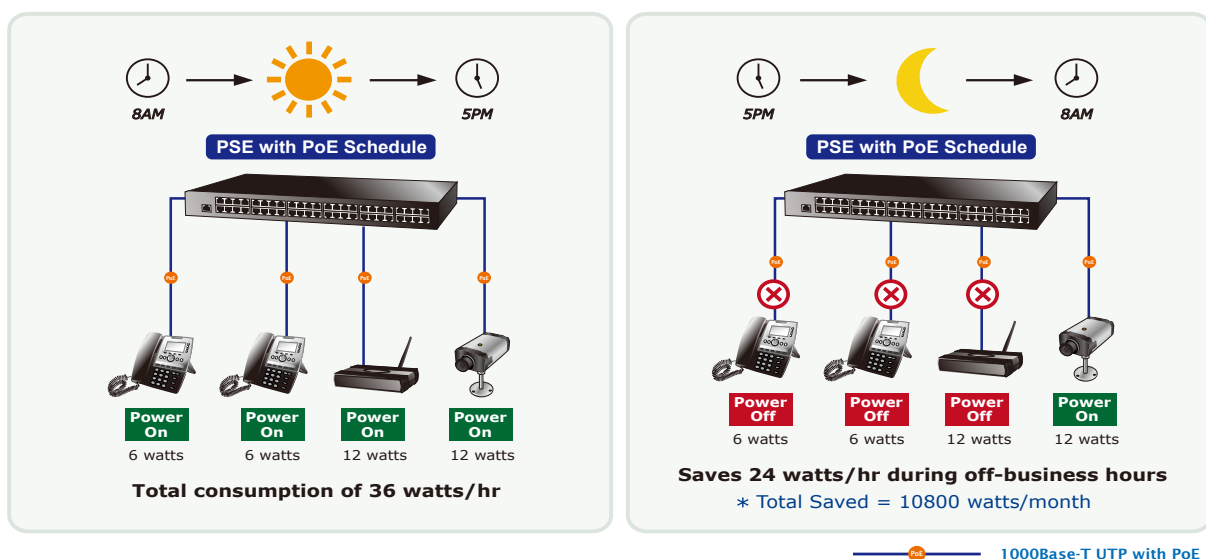 8AM
5PM
PSE with PoE Schedule
PoE
PoE
PoE
PoE
Power
On
Power
On
Power
On
Power
On
6 watts
6 watts
12 watts
12 watts
Total consumption of 36 watts/hr
5PM
8AM
PSE with PoE Schedule
PoE
PoE
PoE
PoE
Power
Off
Power
Off
Power
Off
Power
On
6 watts
6 watts
12 watts
12 watts
Saves 24 watts/hr during off-business hours
* Total Saved = 10800 watts/month
PoE
1000Base-T UTP with PoE